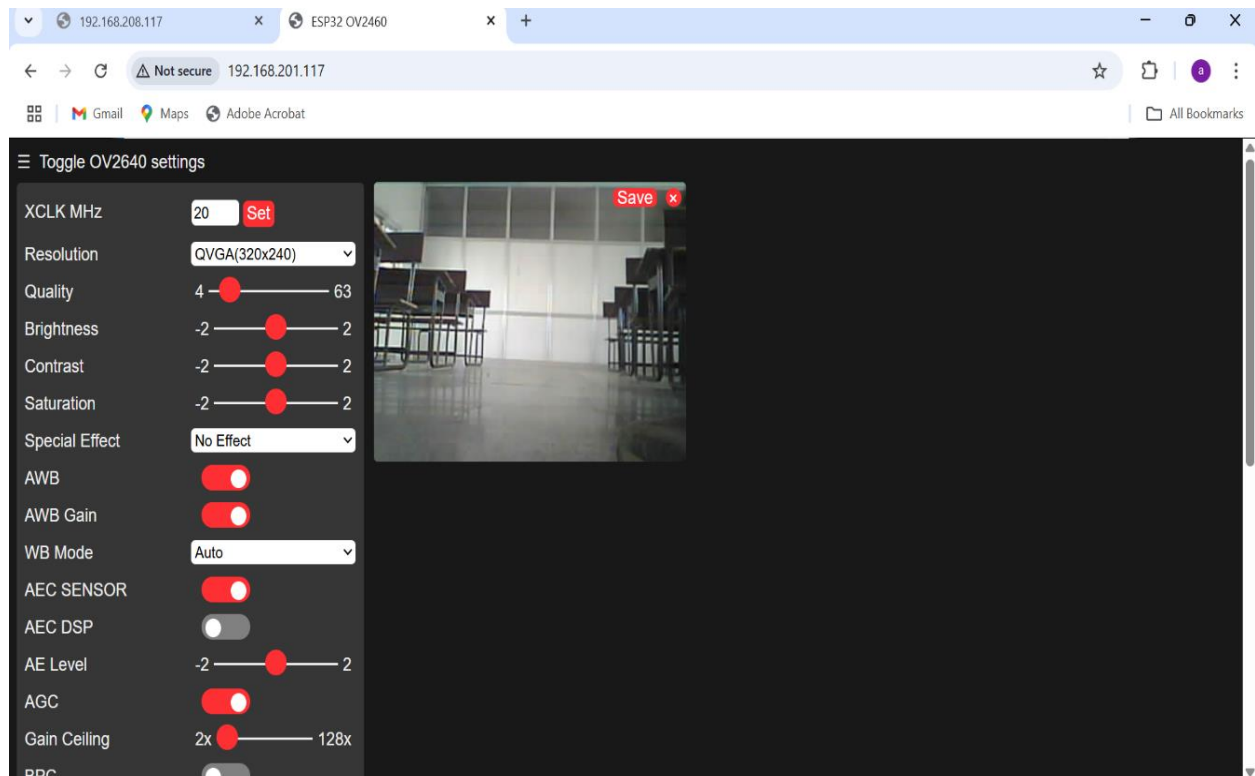 192.168.208.117 ESP32 OV2460
Not secure 192.168.201.117 a
Gmail Maps Adobe Acrobat All Bookmarks
Toggle OV2640 settings
XCLK MHz 20 Set Save x
Resolution QVGA(320x240)
Quality 4 63
Brightness -2 2
Contrast -2 2
Saturation -2 2
Special Effect No Effect
AWB
AWB Gain
WB Mode Auto
AEC SENSOR
AEC DSP
AE Level -2 2
AGC
Gain Ceiling 2x 128x